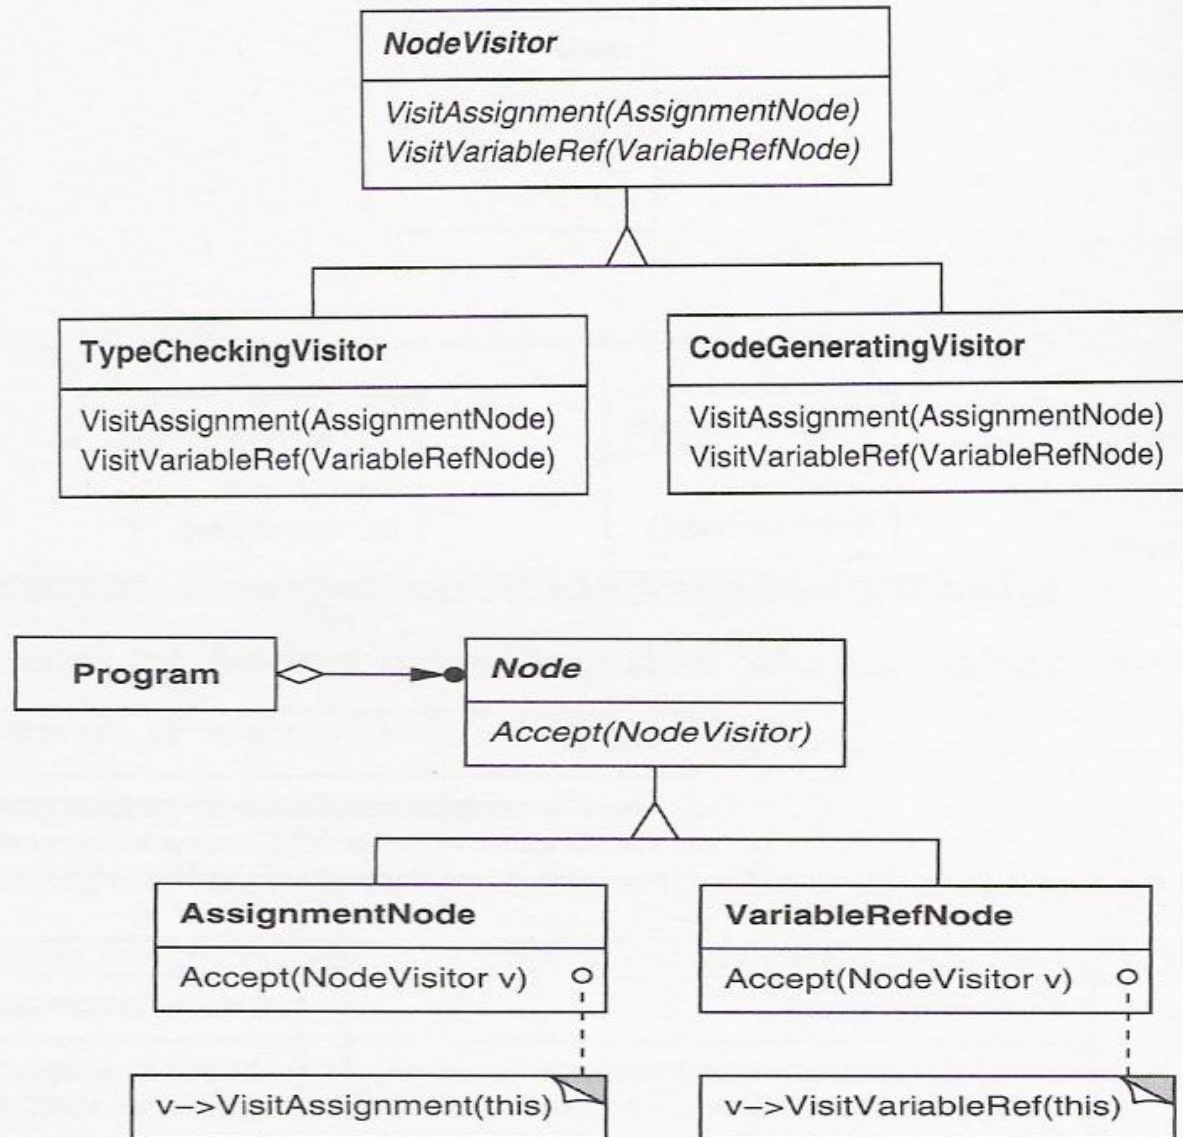 NodeVisitor
VisitAssignment(AssignmentNode)
VisitVariableRef(VariableRefNode)
TypeCheckingVisitor
VisitAssignment(AssignmentNode)
VisitVariableRef(VariableRefNode)
CodeGeneratingVisitor
VisitAssignment(AssignmentNode)
VisitVariableRef(VariableRefNode)
Program
Node
Accept(NodeVisitor)
AssignmentNode
Accept(NodeVisitor v)
v–>VisitAssignment(this)
VariableRefNode
Accept(NodeVisitor v)
v–>VisitVariableRef(this)